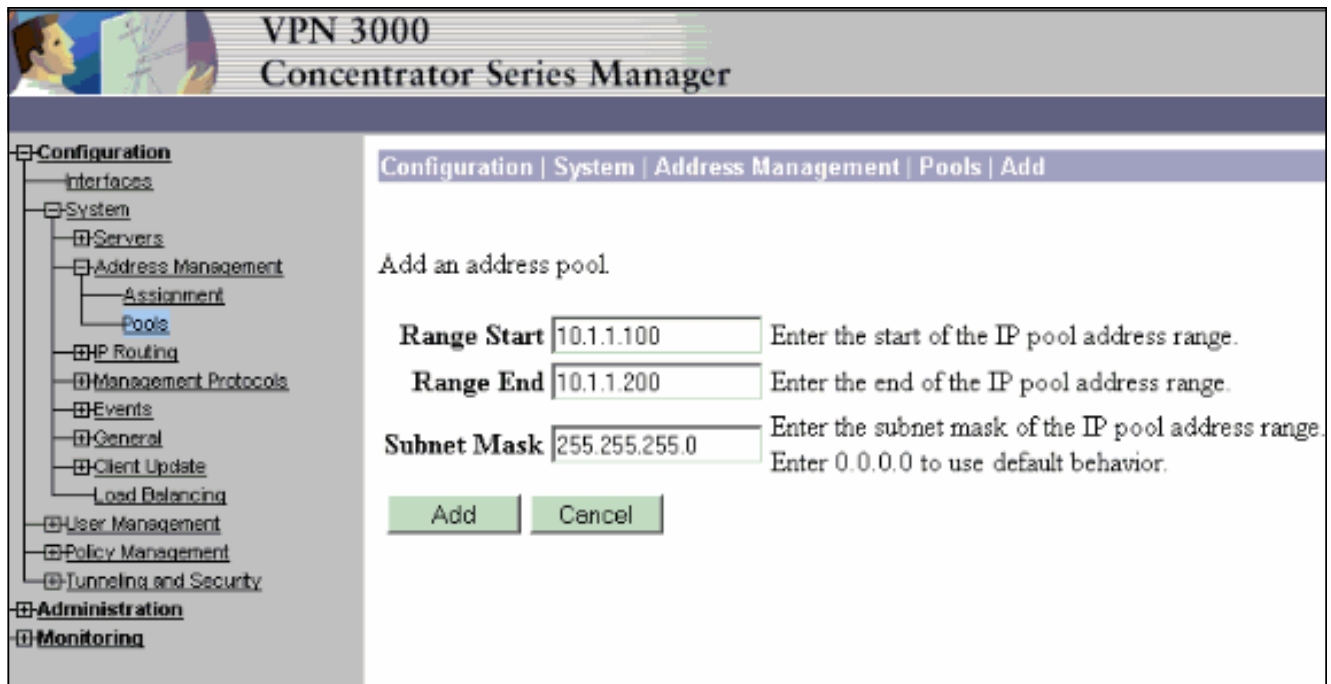 VPN 3000
Concentrator Series Manager
Configuration
Interfaces
System
Servers
Address Management
Assignment
Pools
IP Routing
Management Protocols
Events
General
Client Update
Load Balancing
User Management
Policy Management
Tunneling and Security
Administration
Monitoring
Configuration | System | Address Management | Pools | Add
Add an address pool.
Range Start 10.1.1.100 Enter the start of the IP pool address range.
Range End 10.1.1.200 Enter the end of the IP pool address range.
Subnet Mask 255.255.255.0 Enter the subnet mask of the IP pool address range.
Enter 0.0.0.0 to use default behavior.
Add Cancel